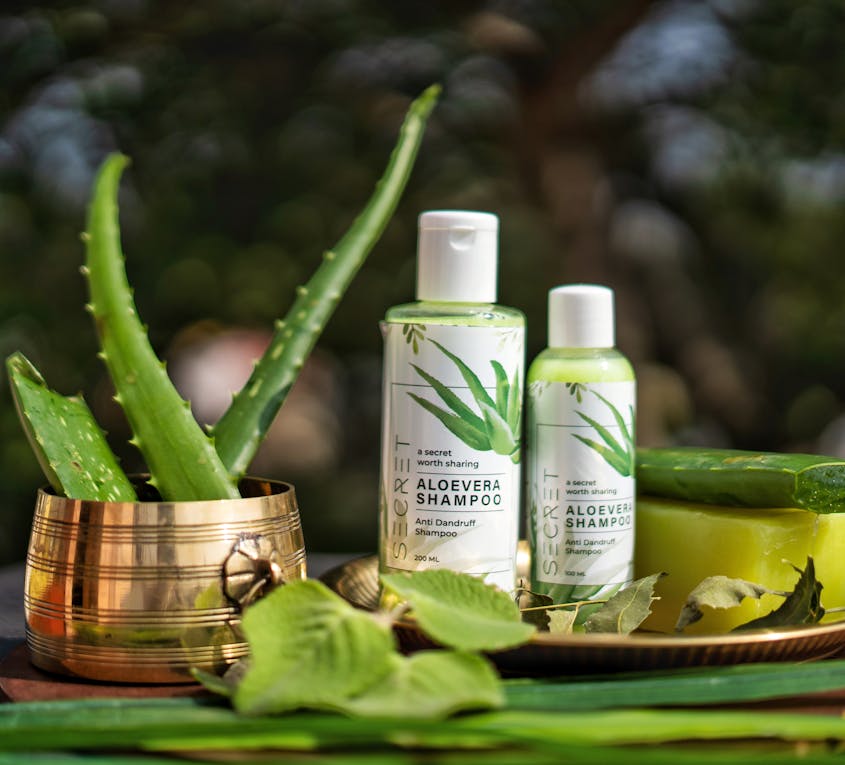 SECRET
a secret
worth sharing
ALOEVERA
SHAMPOO
Anti Dandruff
Shampoo
200 ML
SECRET
a secret
worth sharing
ALOEVERA
SHAMPOO
Anti Dandruff
Shampoo
100 ML